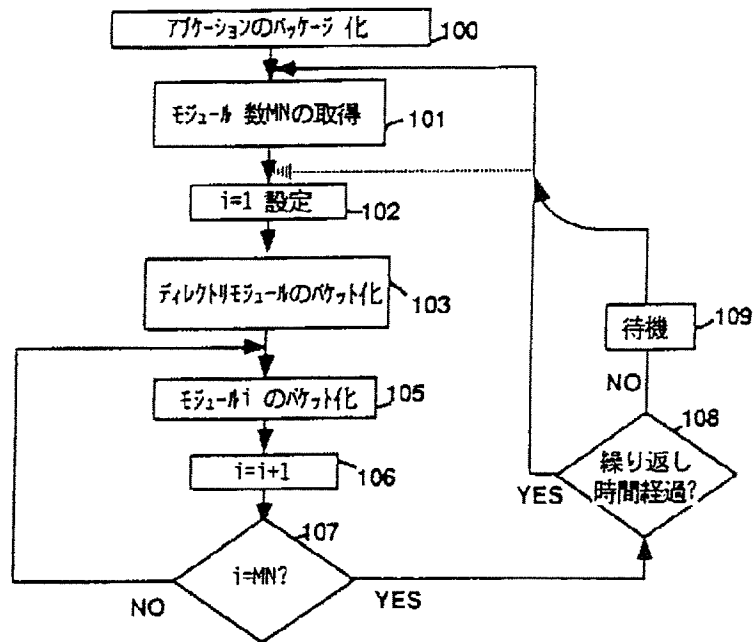 アプケーションのパッケージ 化
100
モジュール 数MNの取得
101
i=1 設定
102
ディレクトリモジュールのパケット化
103
モジュールi のパケット化
105
i=i+1
106
107
i=MN?
NO
YES
待機
109
NO
108
繰り返し
時間経過?
YES